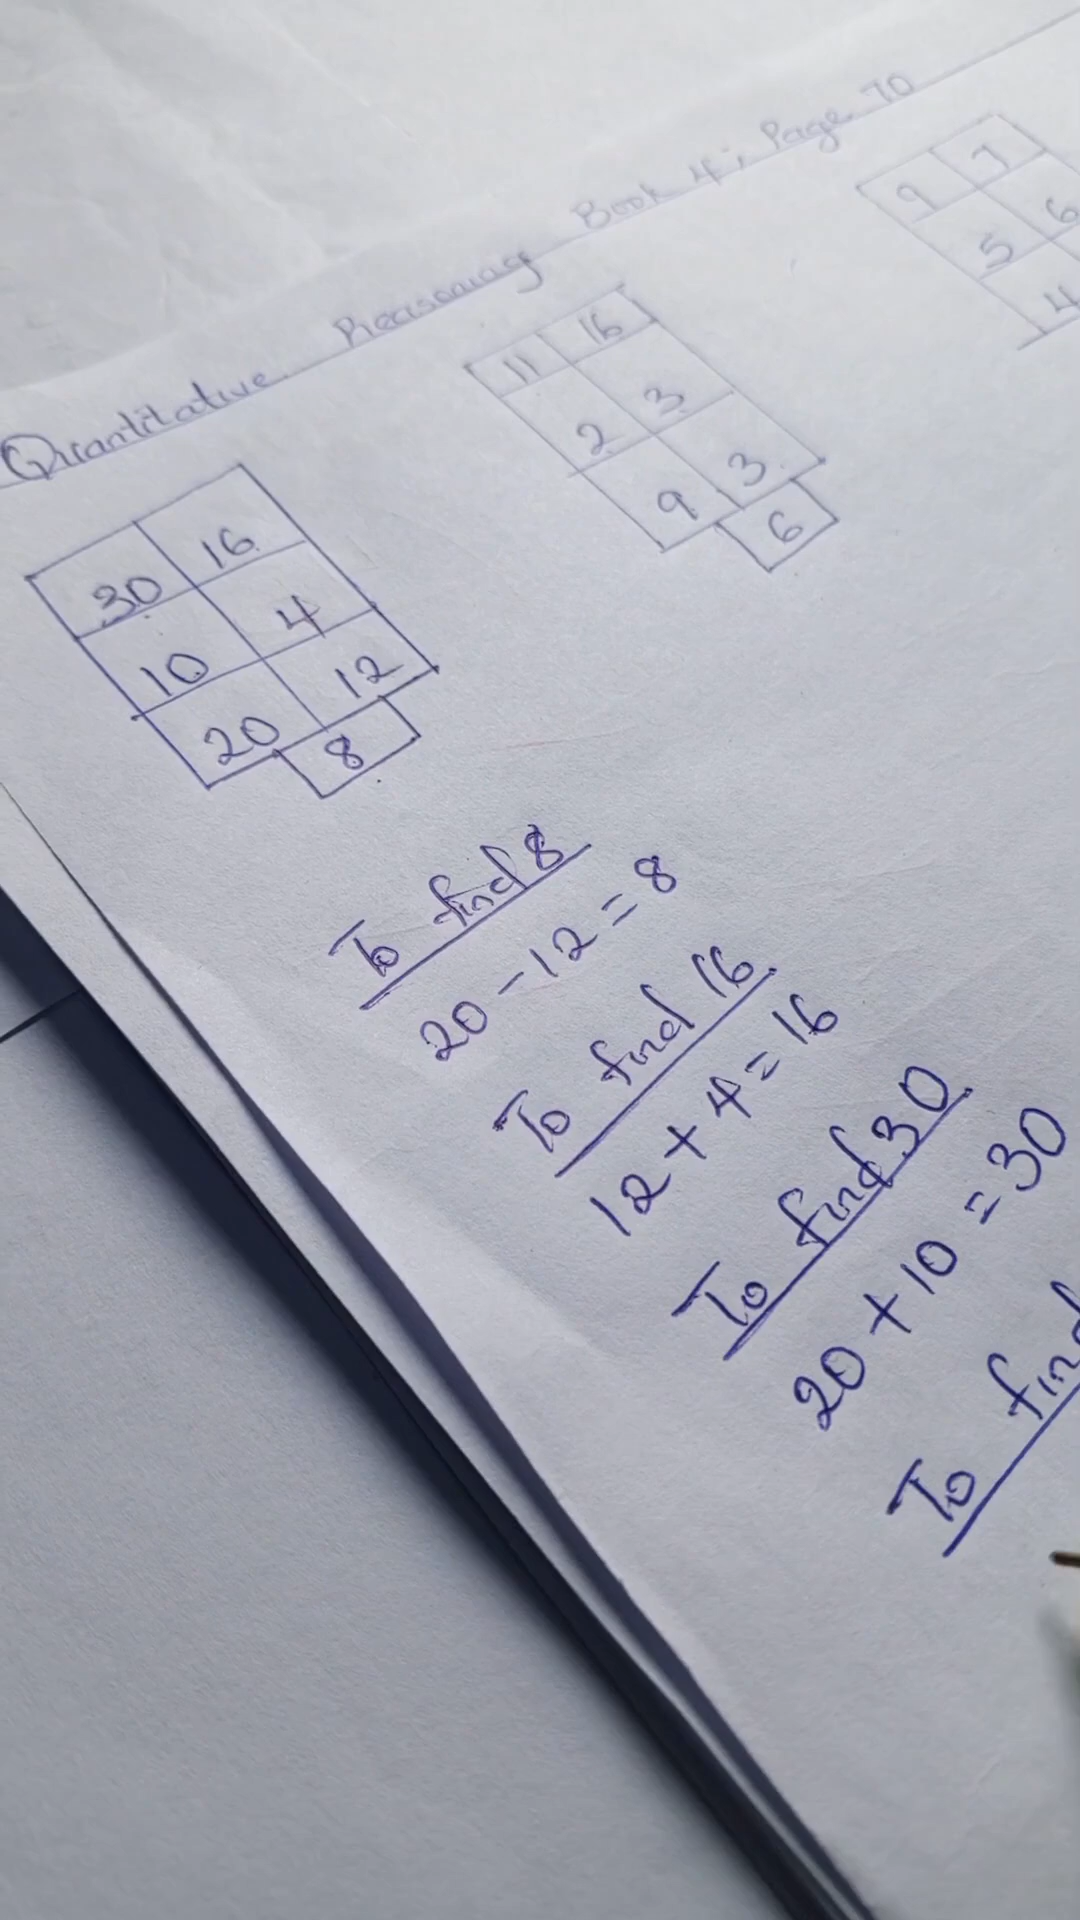 Quantitative Reasoning Book 4, Page 70
30 16
10 4
20 12
8
11 16
2 3
9 3
6
9 7
5 6
4
To find 8
20 - 12 = 8
To find 16
12 + 4 = 16
To find 30
20 + 10 = 30
To find